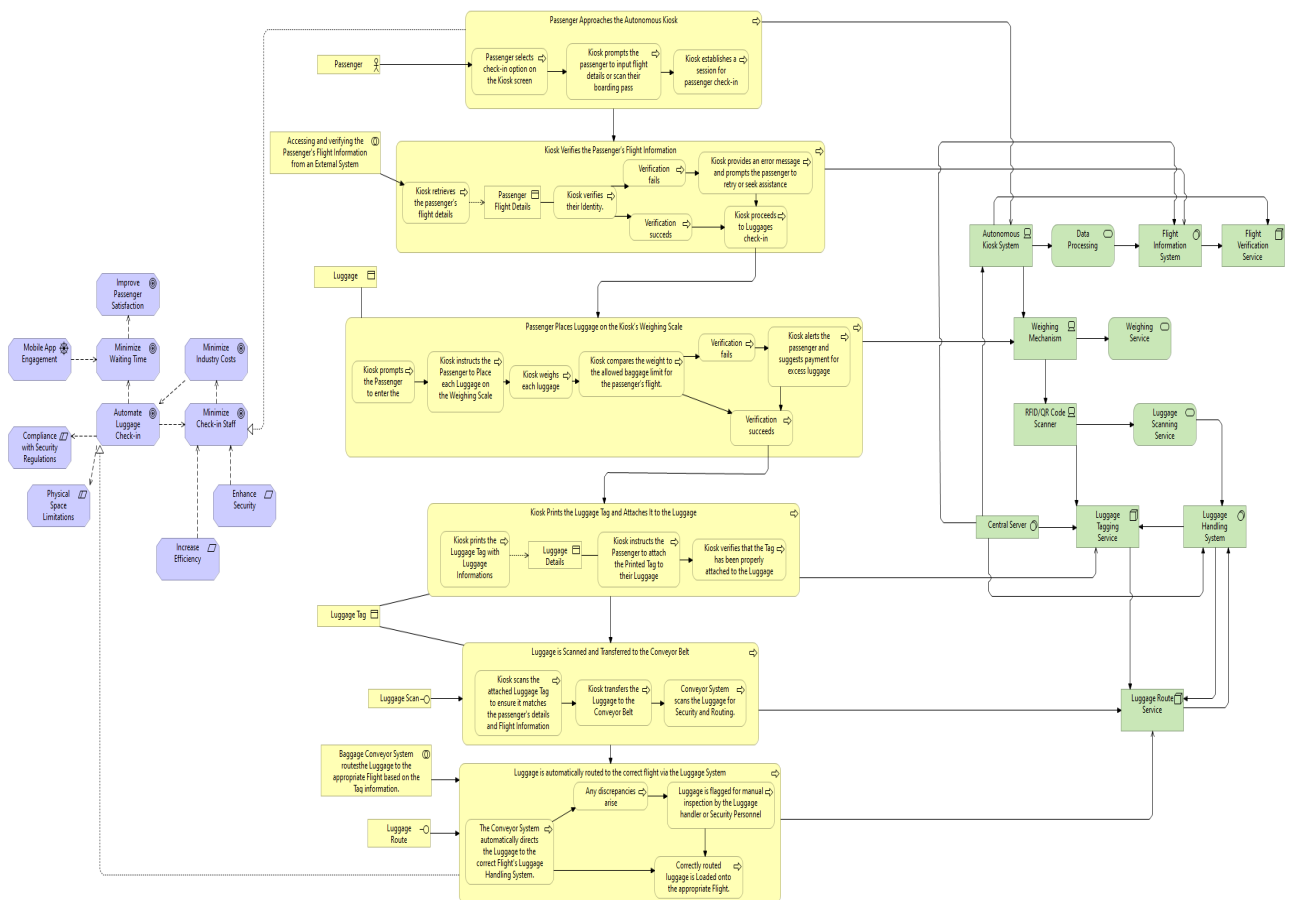 Passenger Approaches the Autonomous Kiosk
Passenger
Passenger selects
check-in option on
the Kiosk screen
Kiosk prompts the
passenger to input flight
details or scan their
boarding pass
Kiosk establishes a
session for
passenger check-in
Accessing and verifying the
Passenger's Flight Information
from an External System
Kiosk Verifies the Passenger's Flight Information
Kiosk retrieves
the passenger's
flight details
Passenger
Flight Details
Kiosk verifies
their Identity.
Verification
fails
Kiosk provides an error message
and prompts the passenger to
retry or seek assistance
Verification
succeds
Kiosk proceeds
to Luggages
check-in
Luggage
Passenger Places Luggage on the Kiosk's Weighing Scale
Kiosk prompts
the Passenger
to enter the
Kiosk instructs the
Passenger to Place
each Luggage on
the Weighing Scale
Kiosk weighs
each luggage
Kiosk compares the weight to
the allowed baggage limit for
the passenger's flight.
Verification
fails
Kiosk alerts the
passenger and
suggests payment for
excess luggage
Verification
succeeds
Kiosk Prints the Luggage Tag and Attaches It to the Luggage
Kiosk prints the
Luggage Tag with
Luggage
Informations
Luggage
Details
Kiosk instructs the
Passenger to attach
the Printed Tag to
their Luggage
Kiosk verifies that the Tag
has been properly
attached to the Luggage
Luggage Tag
Luggage is Scanned and Transferred to the Conveyor Belt
Luggage Scan
Kiosk scans the
attached Luggage Tag
to ensure it matches
the passenger's details
and Flight Information
Kiosk transfers the
Luggage to the
Conveyor Belt
Conveyor System
scans the Luggage for
Security and Routing.
Baggage Conveyor System
routesthe Luggage to the
appropriate Flight based on the
Taq information.
Luggage
Route
Luggage is automatically routed to the correct flight via the Luggage System
The Conveyor System
automatically directs
the Luggage to the
correct Flight's Luggage
Handling System.
Any discrepancies
arise
Luggage is flagged for manual
inspection by the Luggage
handler or Security Personnel
Correctly routed
luggage is Loaded onto
the appropriate Flight.
Improve
Passenger
Satisfaction
Mobile App
Engagement
Minimize
Waiting Time
Minimize
Industry Costs
Automate
Luggage
Check-in
Minimize
Check-in Staff
Compliance
with Security
Regulations
Physical
Space
Limitations
Enhance
Security
Increase
Efficiency
Autonomous
Kiosk System
Data
Processing
Flight
Information
System
Flight
Verification
Service
Weighing
Mechanism
Weighing
Service
RFID/QR Code
Scanner
Luggage
Scanning
Service
Central Server
Luggage
Tagging
Service
Luggage
Handling
System
Luggage Route
Service